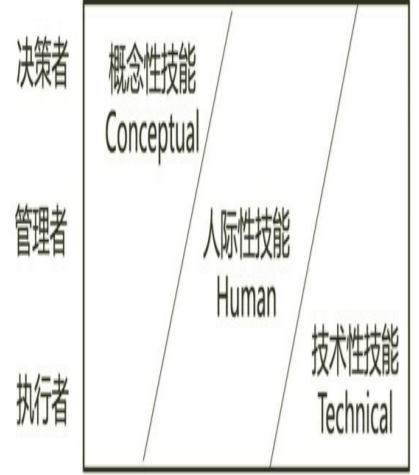 决策者
概念性技能
Conceptual
管理者
人际性技能
Human
技术性技能
Technical
执行者